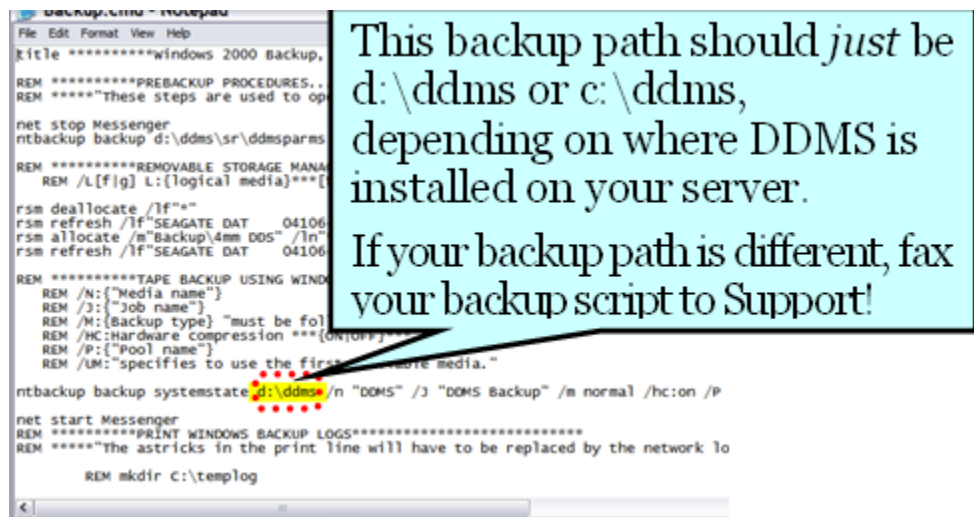 Backup.cmd - Notepad
File Edit Format View Help
title **********Windows 2000 Backup,
REM **********PREBACKUP PROCEDURES..
REM *****"These steps are used to op
net stop Messenger
ntbackup backup d:\ddms\sr\ddmsparms
REM **********REMOVABLE STORAGE MANA
REM /L[f|g] L:{logical media}***[
rsm deallocate /lf"*"
rsm refresh /lf"SEAGATE DAT 04106-
rsm allocate /m"Backup\4mm DDS" /ln"
rsm refresh /lf"SEAGATE DAT 04106
REM **********TAPE BACKUP USING WINDO
REM /N:{"Media name"}
REM /J:{"Job name"}
REM /M:{Backup type} "must be fol
REM /HC:Hardware compression ***{ON|OFF}***
REM /P:{"Pool name"}
REM /UM:"specifies to use the first media."
ntbackup backup systemstate d:\ddms /n "DDMS" /J "DDMS Backup" /m normal /hc:on /P
net start Messenger
REM **********PRINT WINDOWS BACKUP LOGS****************************
REM *****"The astricks in the print line will have to be replaced by the network lo
REM mkdir C:\templog
This backup path should just be
d:\ddms or c:\ddms,
depending on where DDMS is
installed on your server.
If your backup path is different, fax
your backup script to Support!